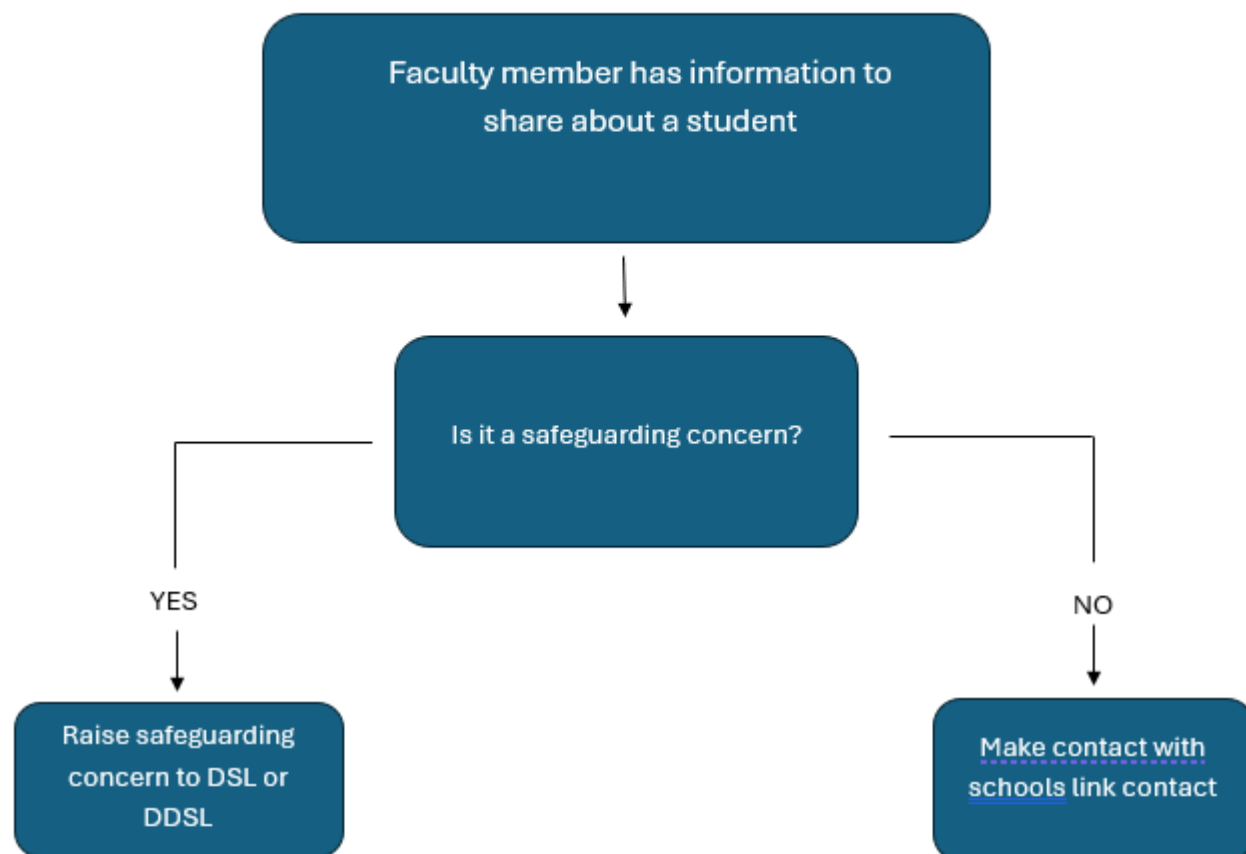 Faculty member has information to
share about a student
Is it a safeguarding concern?
YES
NO
Raise safeguarding
concern to DSL or
DDSL
Make contact with
schools link contact